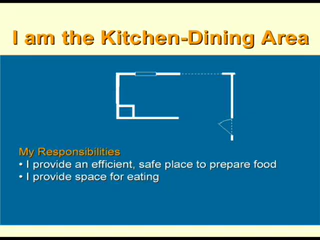 I am the Kitchen-Dining Area
My Responsibilities
• I provide an efficient, safe place to prepare food
• I provide space for eating